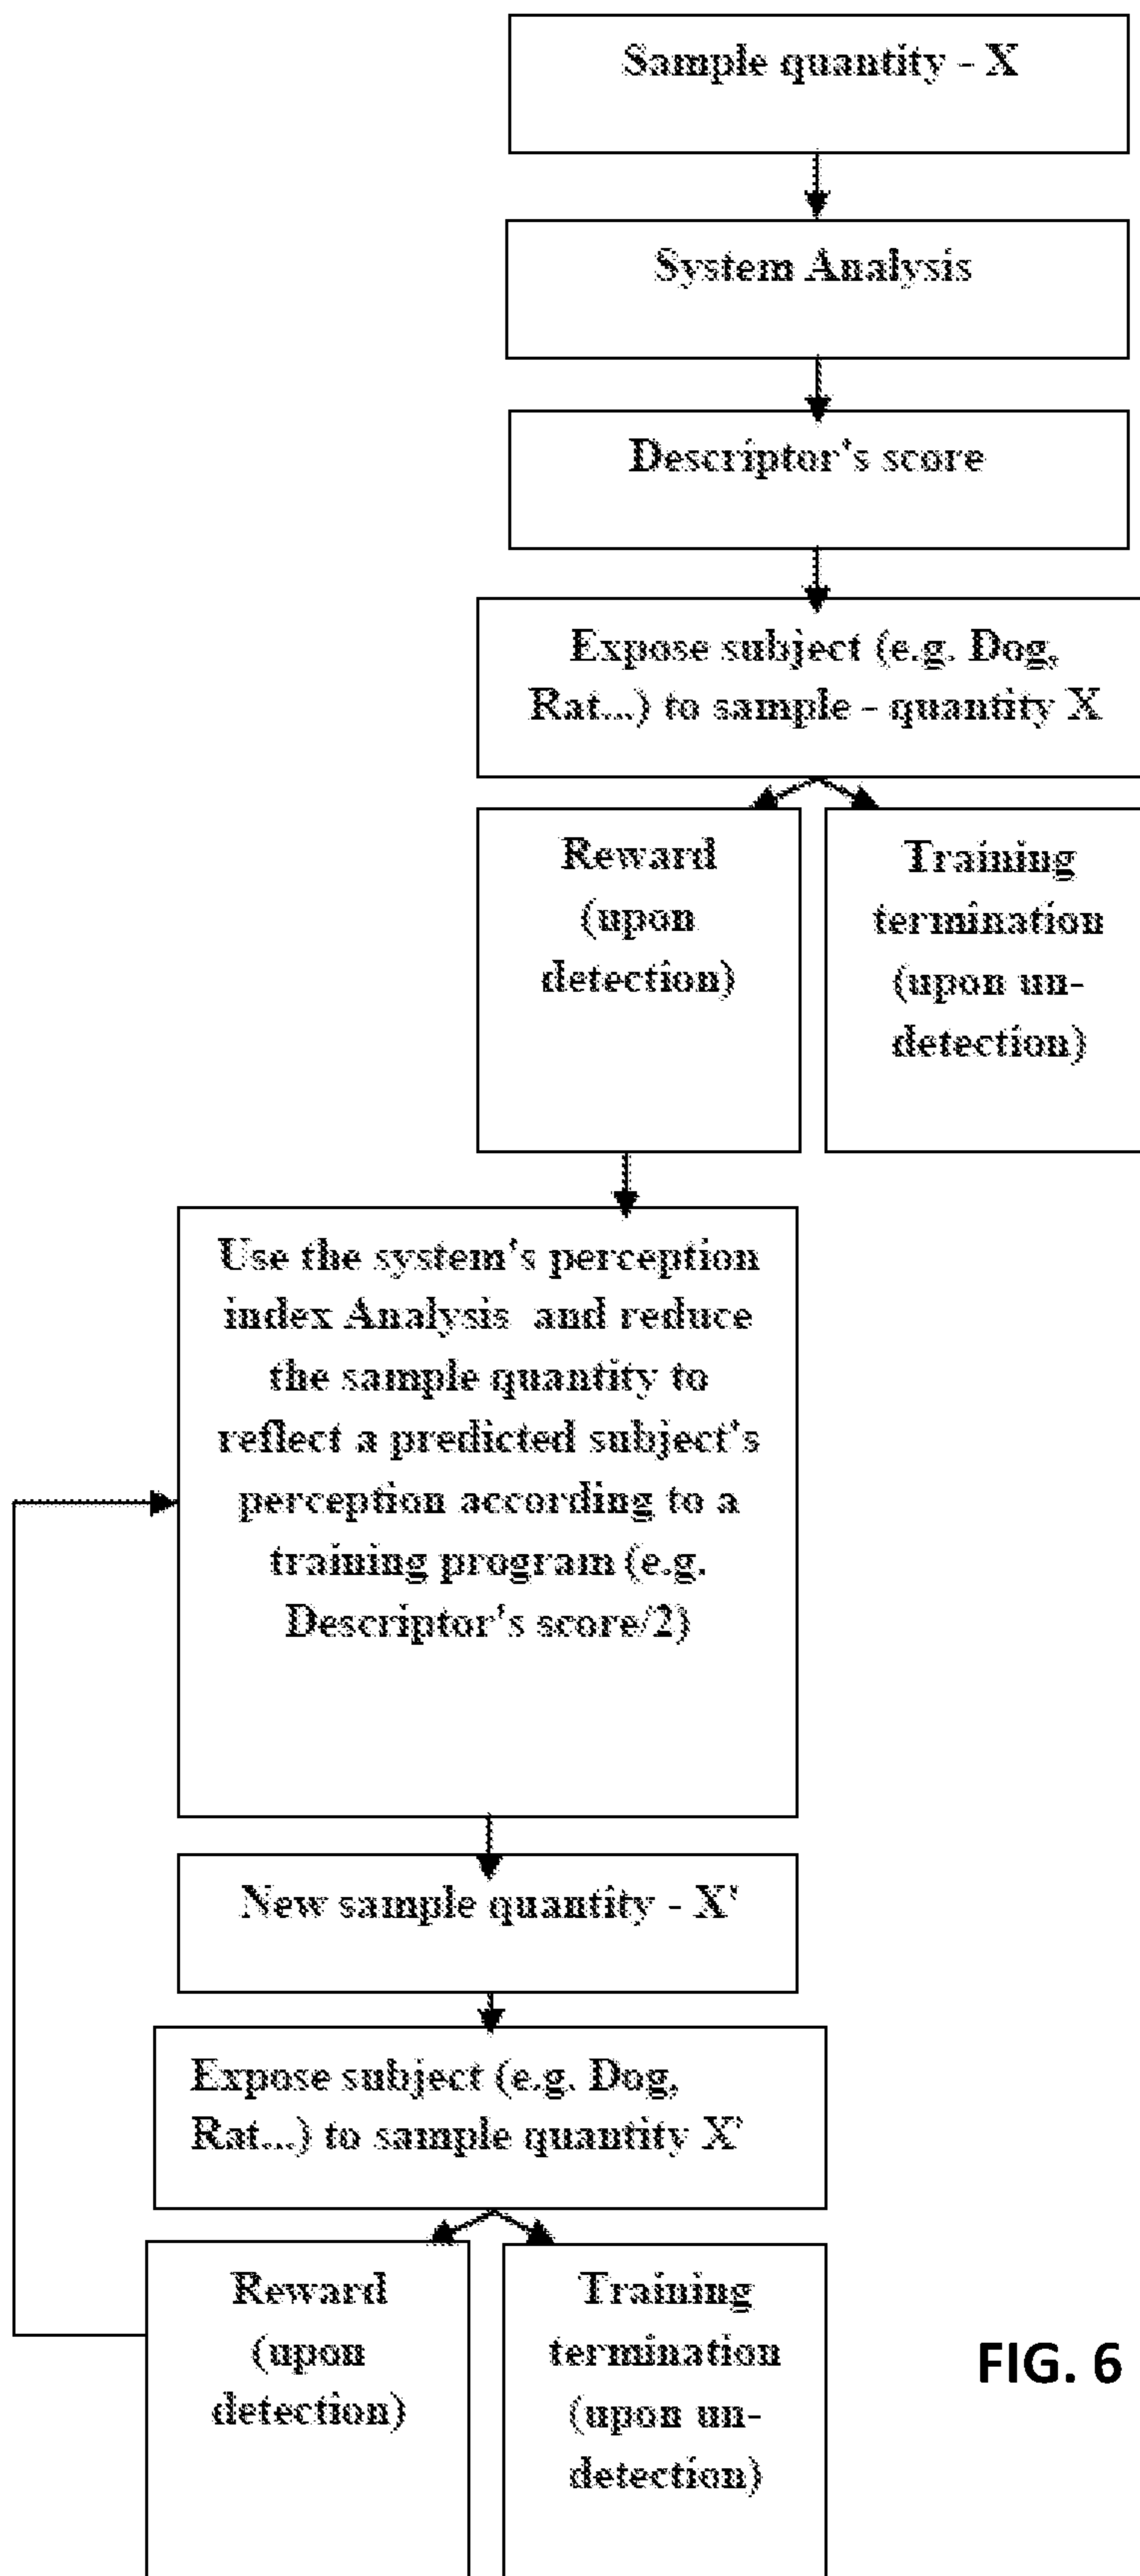 Sample quantity - X
System Analysis
Descriptor's score
Expose subject (e.g. Dog,
Rat...) to sample - quantity X
Reward
(upon
detection)
Training
termination
(upon un-
detection)
Use the system's perception
index Analysis and reduce
the sample quantity to
reflect a predicted subject's
perception according to a
training program (e.g.
Descriptor's score/2)
New sample quantity - X'
Expose subject (e.g. Dog,
Rat...) to sample quantity X'
Reward
(upon
detection)
Training
termination
(upon un-
detection)
FIG. 6